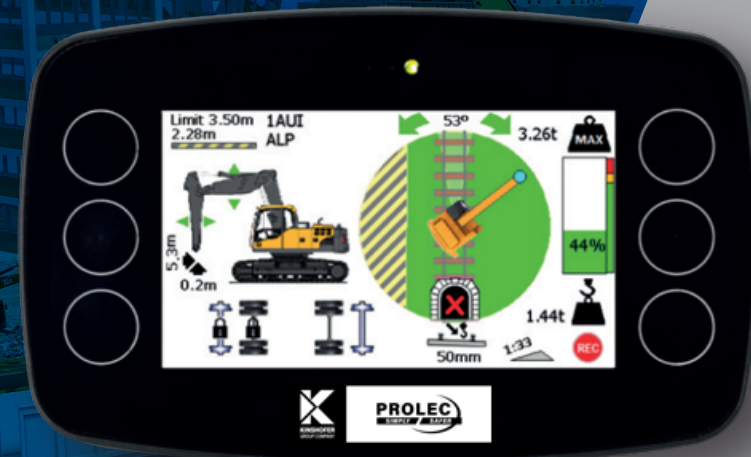 Limit 3.50m 1AUI
2.28m ALP
53º
3.26t
MAX
5.3m
0.2m
44%
1.44t
50mm
1:33
REC
KINSHOFER
GROUP COMPANY
PROLEC
SIMPLY SAFER